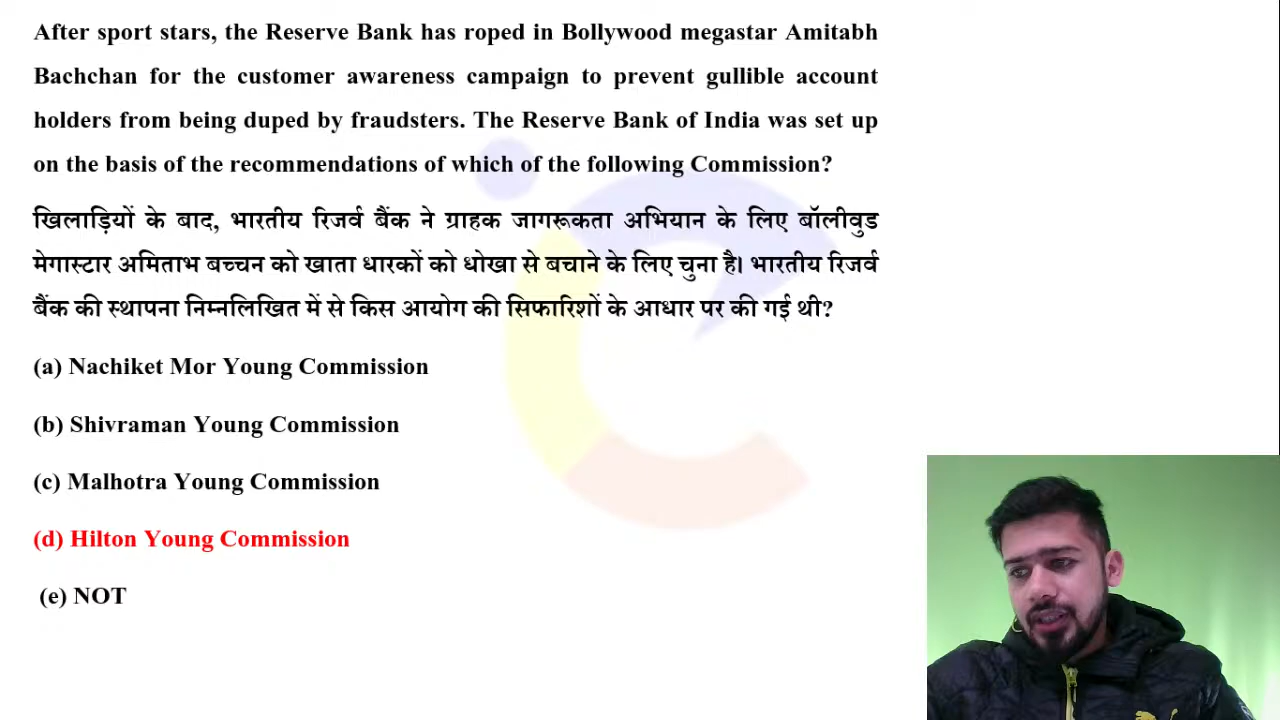 After sport stars, the Reserve Bank has roped in Bollywood megastar Amitabh
Bachchan for the customer awareness campaign to prevent gullible account
holders from being duped by fraudsters. The Reserve Bank of India was set up
on the basis of the recommendations of which of the following Commission?
खिलाड़ियों के बाद, भारतीय रिजर्व बैंक ने ग्राहक जागरूकता अभियान के लिए बॉलीवुड
मेगास्टार अमिताभ बच्चन को खाता धारकों को धोखा से बचाने के लिए चुना है। भारतीय रिजर्व
बैंक की स्थापना निम्नलिखित में से किस आयोग की सिफारिशों के आधार पर की गई थी?
(a) Nachiket Mor Young Commission
(b) Shivraman Young Commission
(c) Malhotra Young Commission
(d) Hilton Young Commission
(e) NOT